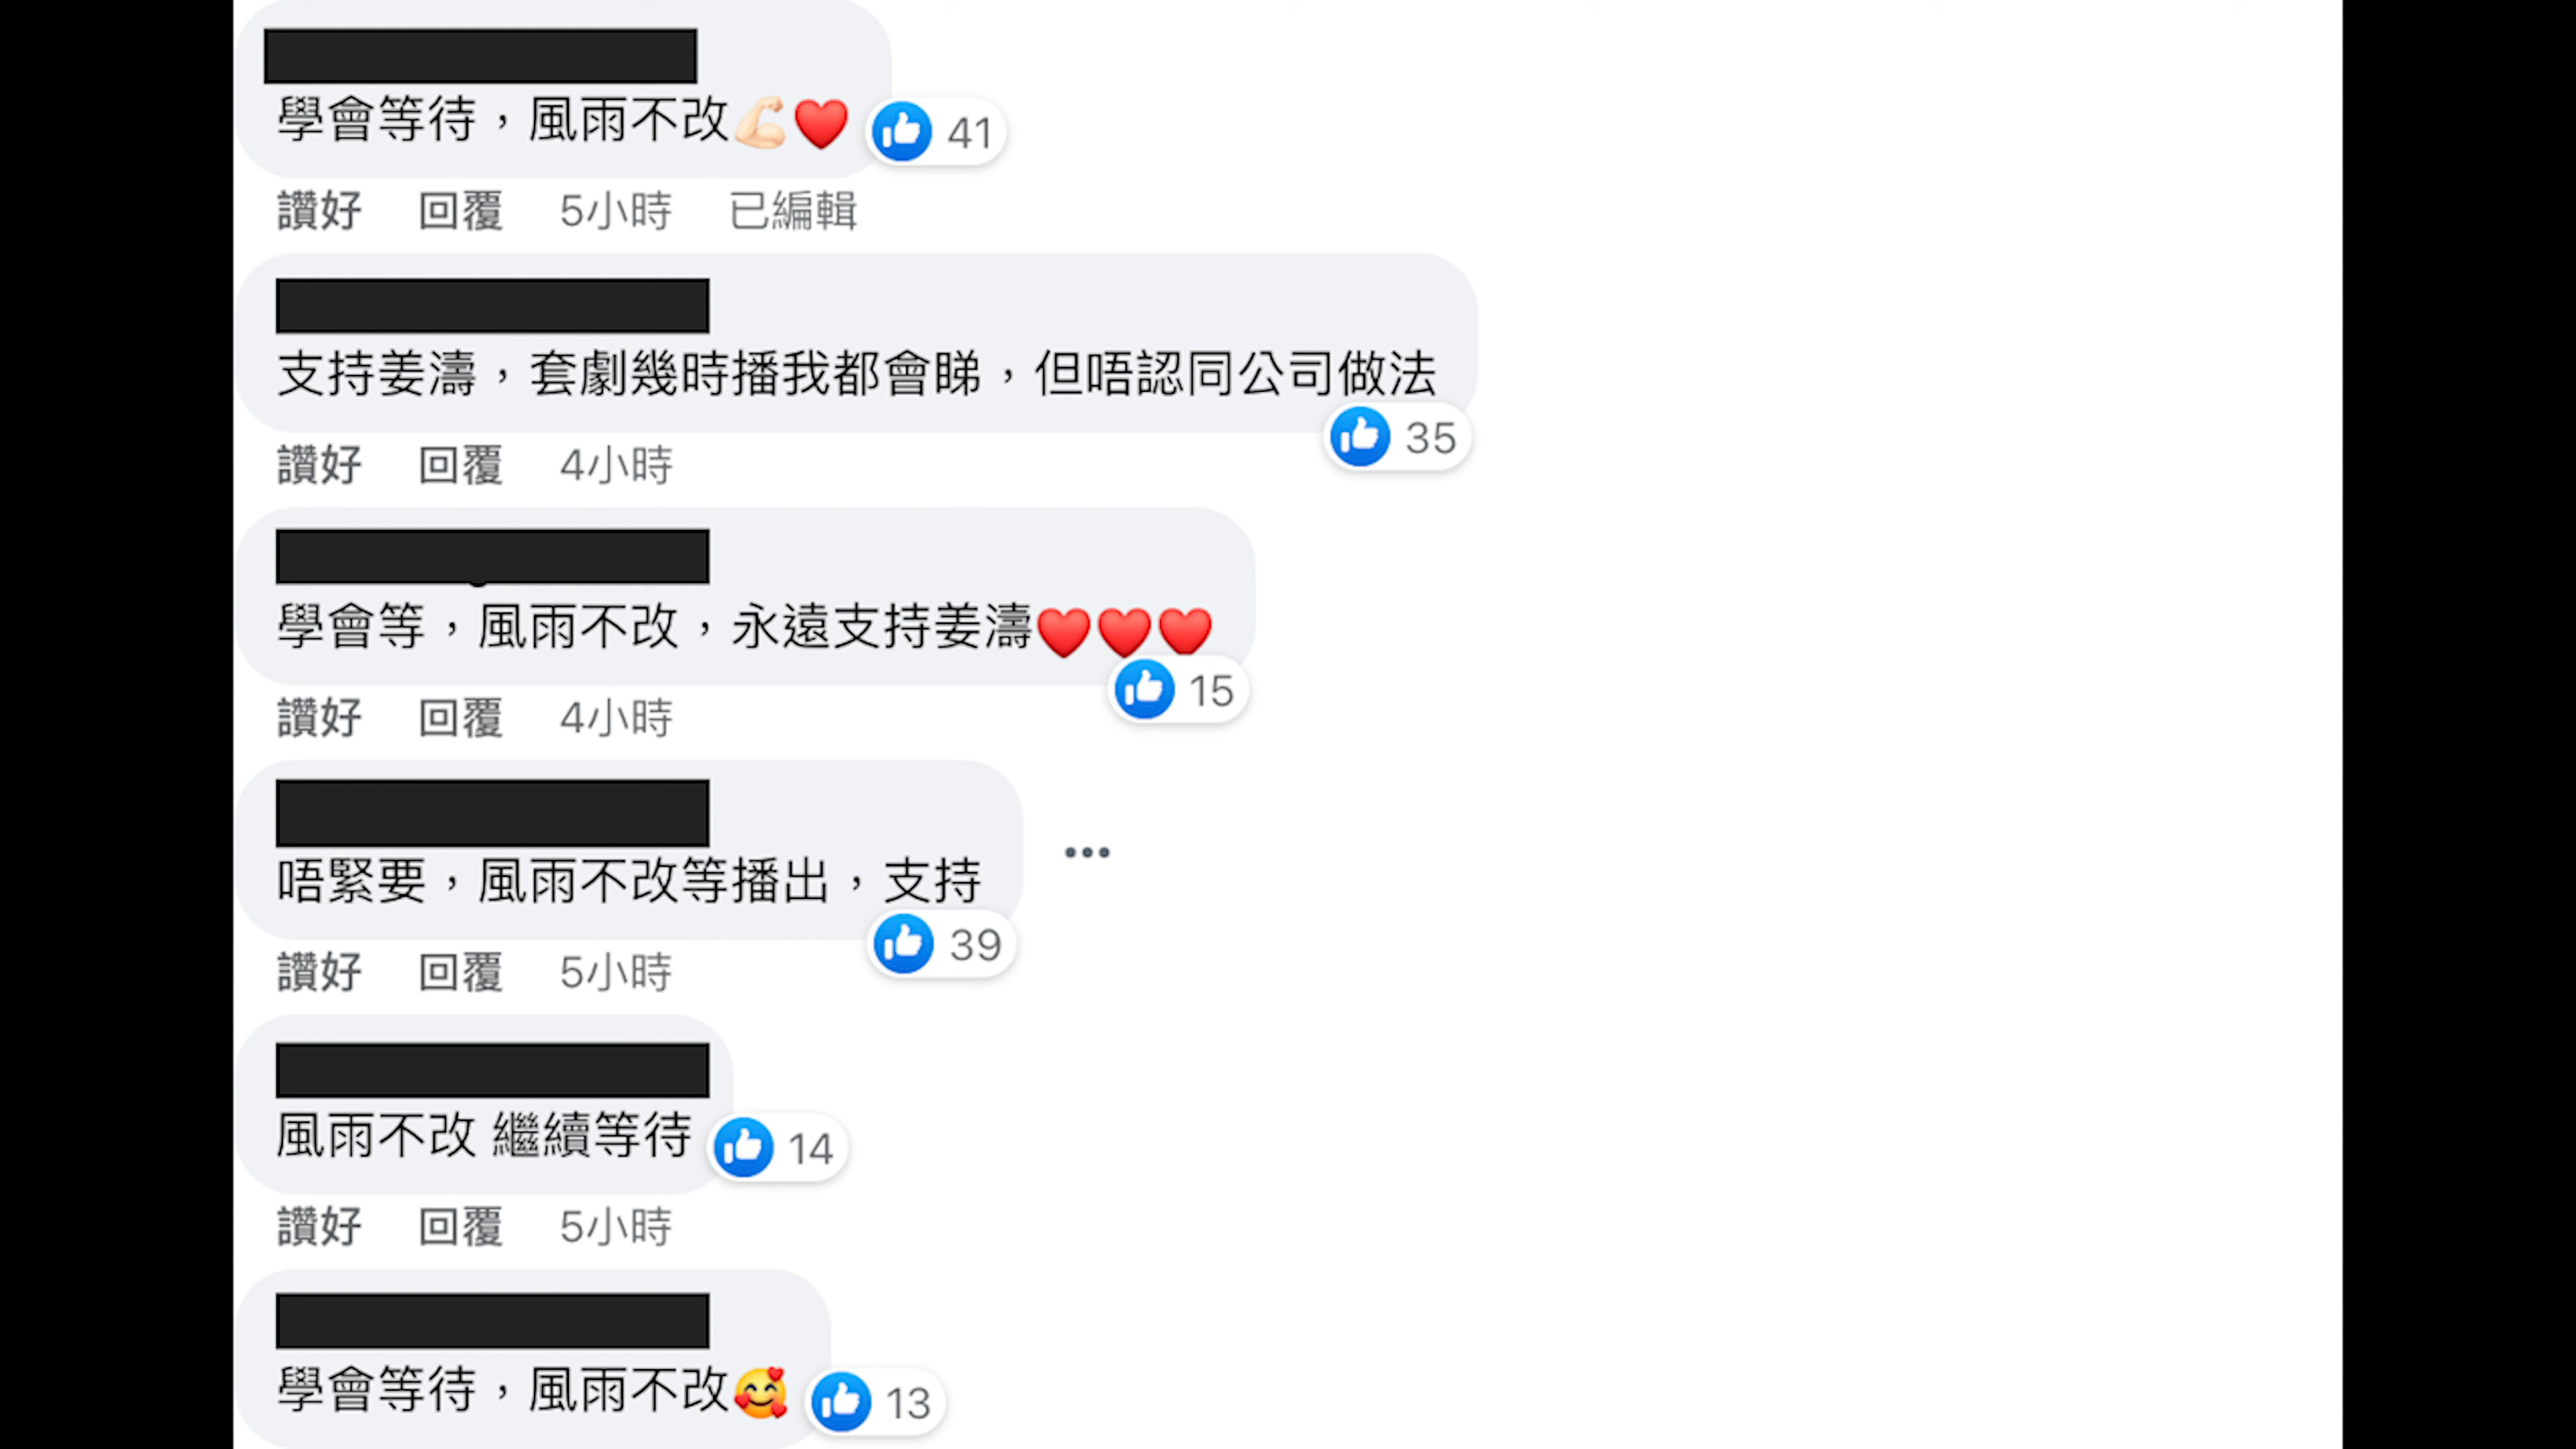 學會等待，風雨不改💪🏻❤️ 41
讚好 回覆 5小時 已編輯
支持姜濤，套劇幾時播我都會睇，但唔認同公司做法
35
讚好 回覆 4小時
學會等，風雨不改，永遠支持姜濤❤️❤️❤️
15
讚好 回覆 4小時
唔緊要，風雨不改等播出，支持
39
讚好 回覆 5小時
風雨不改 繼續等待 14
讚好 回覆 5小時
學會等待，風雨不改🥰 13